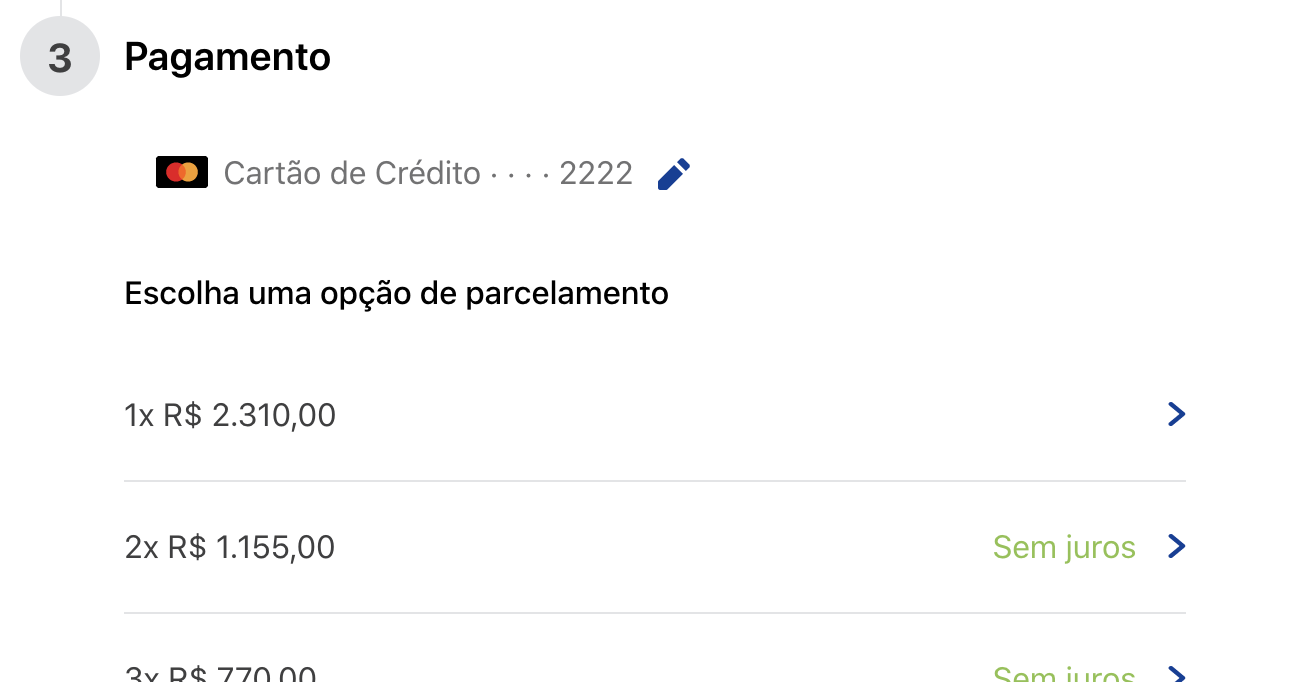 3 Pagamento
Cartão de Crédito · · · · 2222
Escolha uma opção de parcelamento
1x R$ 2.310,00
2x R$ 1.155,00 Sem juros
3x R$ 770,00 Sem juros